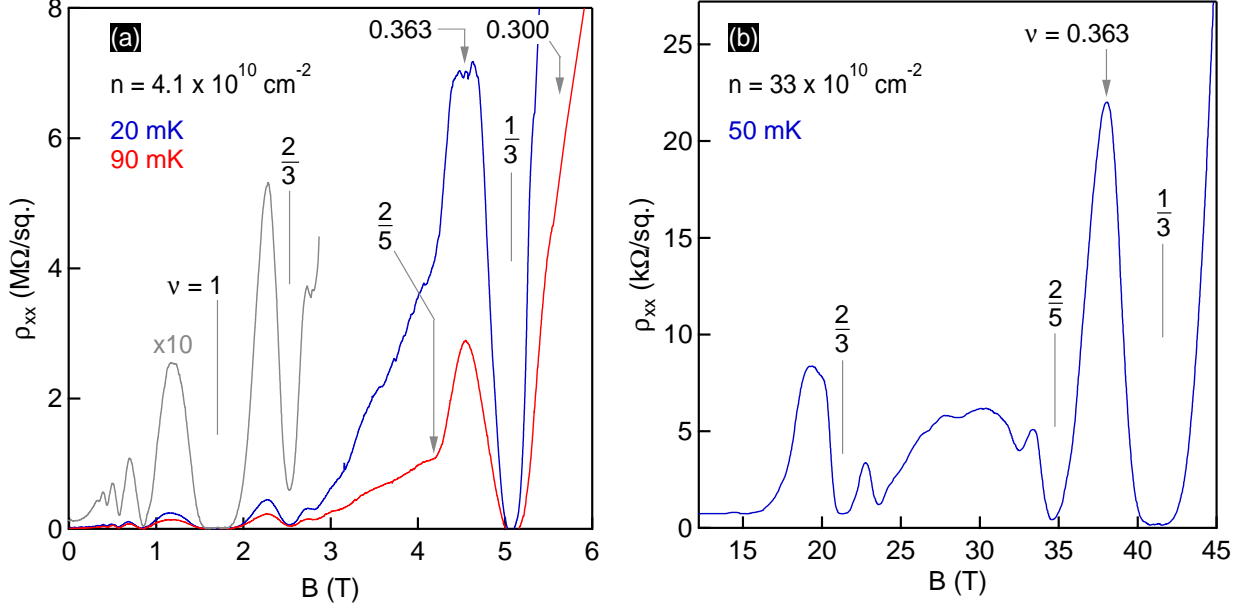 (a)
n = 4.1 x 10¹⁰ cm⁻²
20 mK
90 mK
0.363
0.300
2/3
1/3
2/5
ν = 1
x10
ρxx (MΩ/sq.)
8
6
4
2
0
0 1 2 3 4 5 6
B (T)
(b)
n = 33 x 10¹⁰ cm⁻²
50 mK
ν = 0.363
1/3
2/5
2/3
ρxx (kΩ/sq.)
25
20
15
10
5
0
15 20 25 30 35 40 45
B (T)